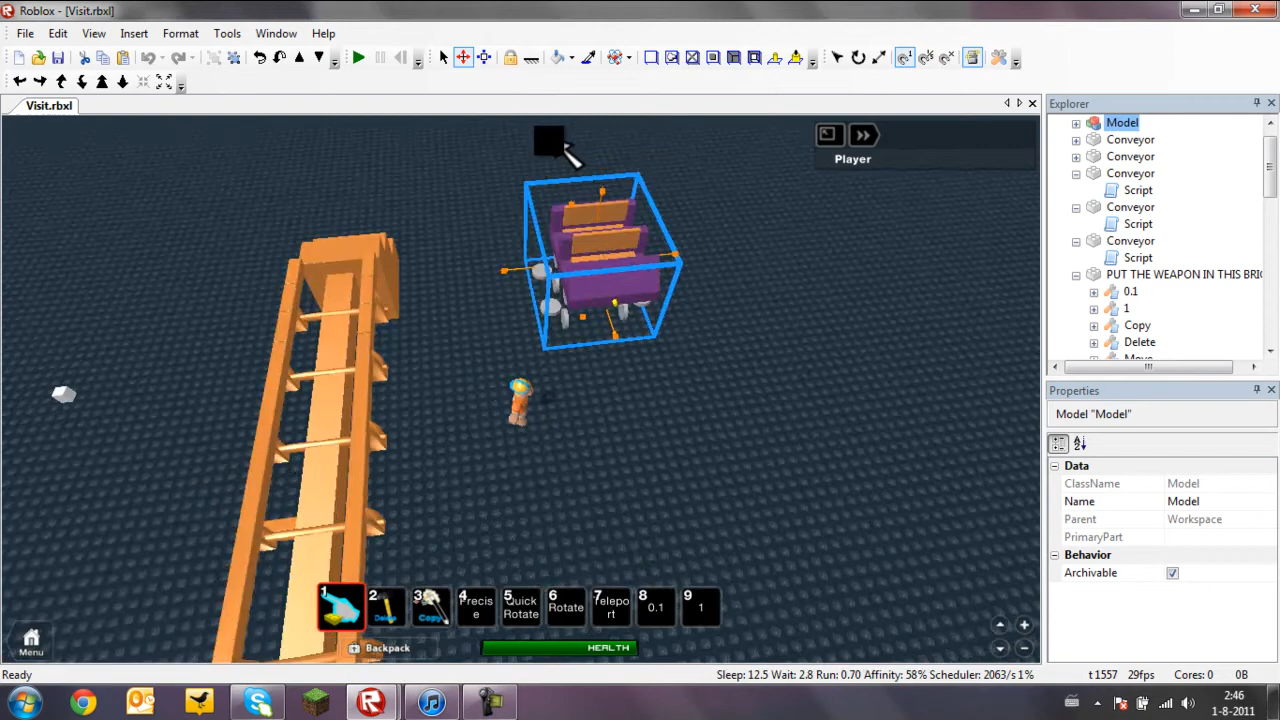 Roblox - [Visit.rbxl]
File Edit View Insert Format Tools Window Help
Visit.rbxl
Player
Explorer
Model
Conveyor
Conveyor
Conveyor
Script
Conveyor
Script
Conveyor
Script
PUT THE WEAPON IN THIS BRI
0.1
1
Copy
Delete
Properties
Model "Model"
Data
ClassName Model
Name Model
Parent Workspace
PrimaryPart
Behavior
Archivable
1 2 3 4 5 6 7 8 9
Delete Copy Precis e Quick Rotate Rotate Telepo rt 0.1 1
Menu
Backpack
HEALTH
Ready
Sleep: 12.5 Wait: 2.8 Run: 0.70 Affinity: 58% Scheduler: 2063/s 1%
t 1557 29fps Cores: 0 0B
2:46
1-8-2011